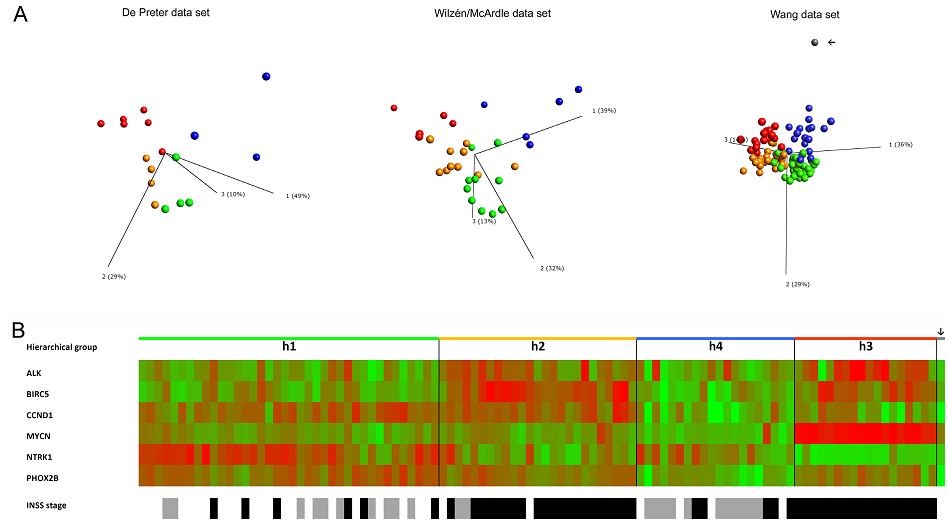 A
De Preter data set
Wilzén/McArdle data set
Wang data set
←
1 (39%)
3 (1
1 (36%)
3 (10%)
1 (49%)
3 (13%)
2 (29%)
2 (32%)
2 (29%)
B
Hierarchical group
h1
h2
h4
h3
↓
ALK
BIRC5
CCND1
MYCN
NTRK1
PHOX2B
INSS stage